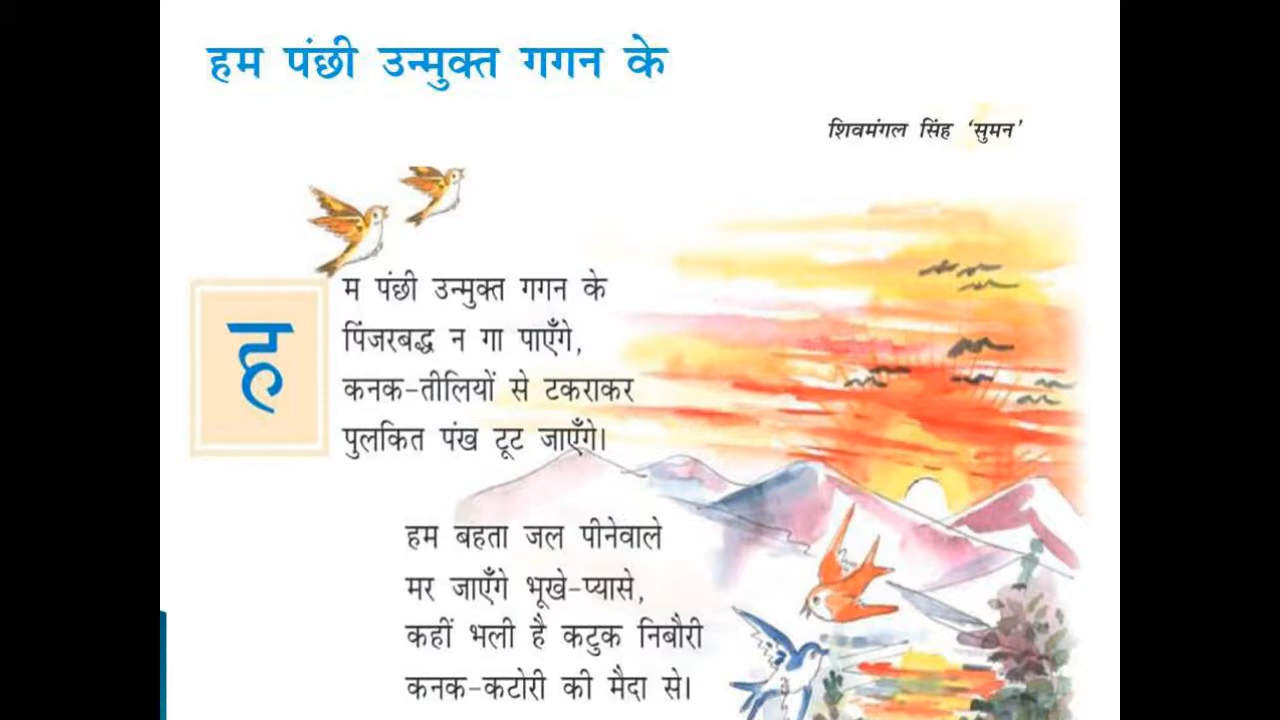 हम पंछी उन्मुक्त गगन के
शिवमंगल सिंह ‘सुमन’
हम पंछी उन्मुक्त गगन के
पिंजरबद्ध न गा पाएँगे,
कनक-तीलियों से टकराकर
पुलकित पंख टूट जाएँगे।
हम बहता जल पीनेवाले
मर जाएँगे भूखे-प्यासे,
कहीं भली है कटुक निबौरी
कनक-कटोरी की मैदा से।